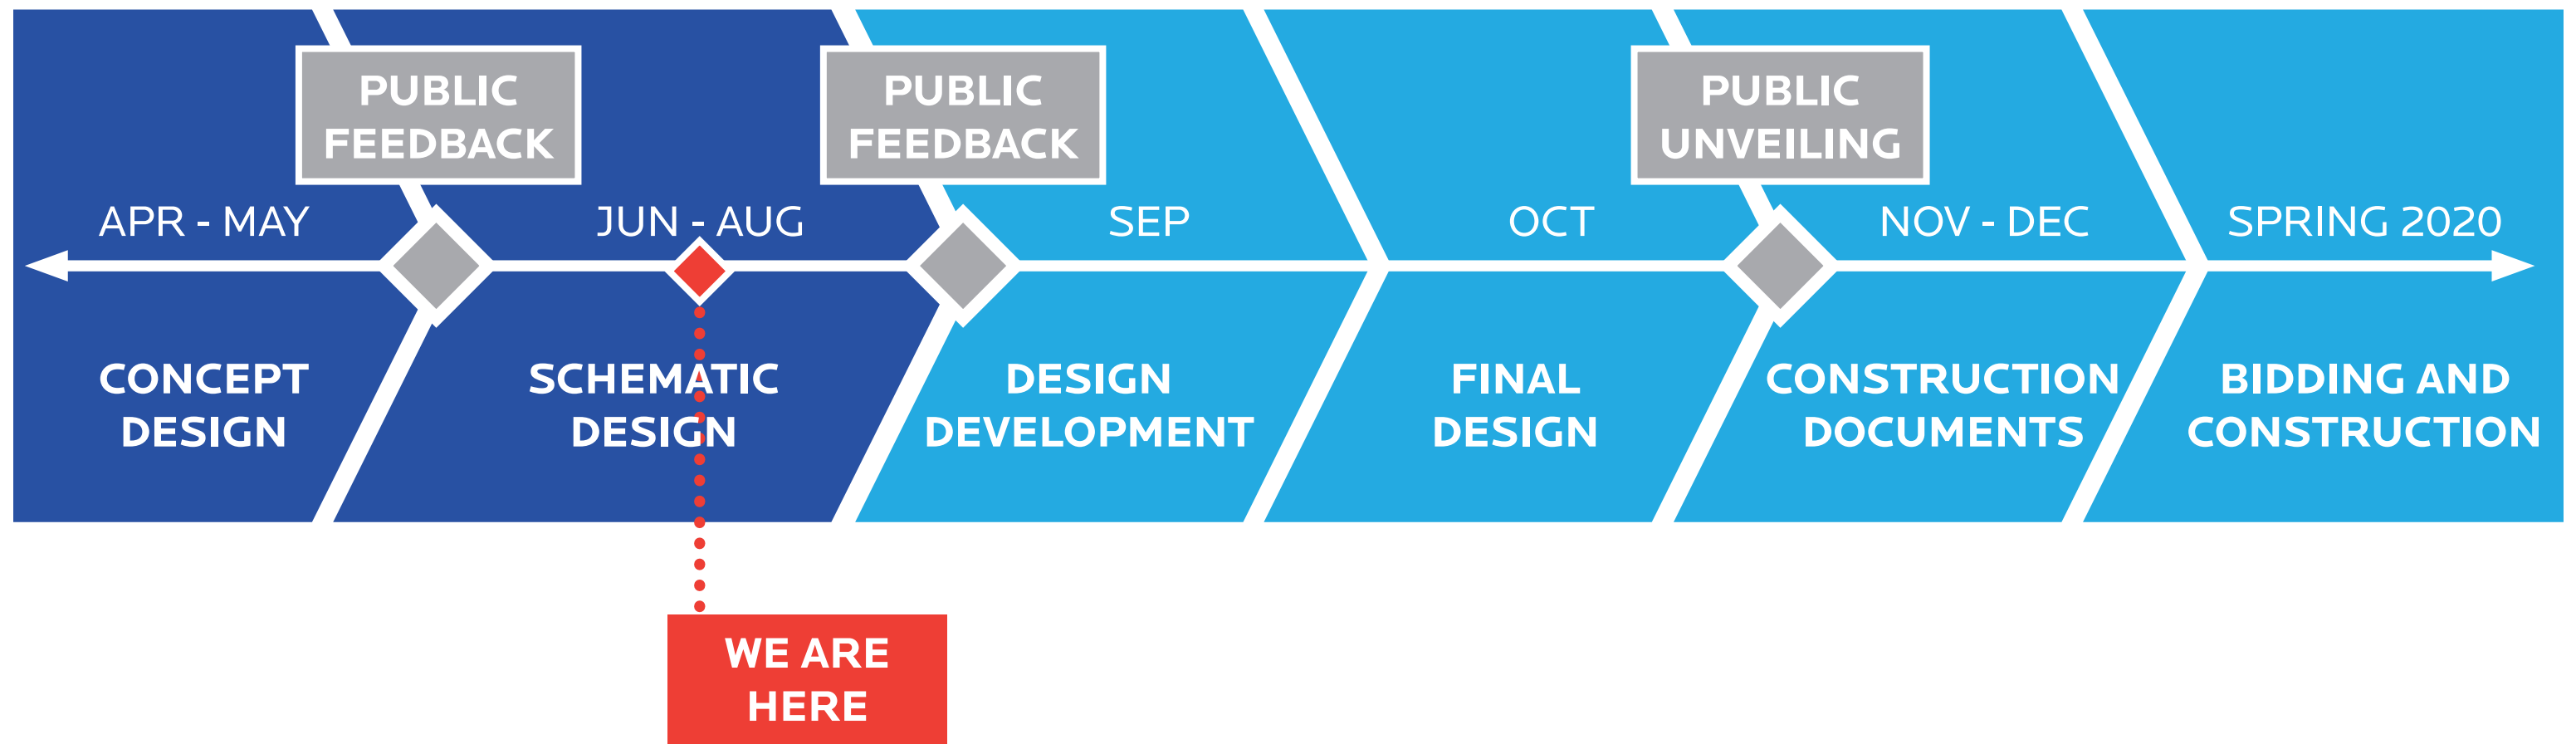 PUBLIC
FEEDBACK
PUBLIC
FEEDBACK
PUBLIC
UNVEILING
APR - MAY
JUN - AUG
SEP
OCT
NOV - DEC
SPRING 2020
CONCEPT
DESIGN
SCHEMATIC
DESIGN
DESIGN
DEVELOPMENT
FINAL
DESIGN
CONSTRUCTION
DOCUMENTS
BIDDING AND
CONSTRUCTION
WE ARE
HERE